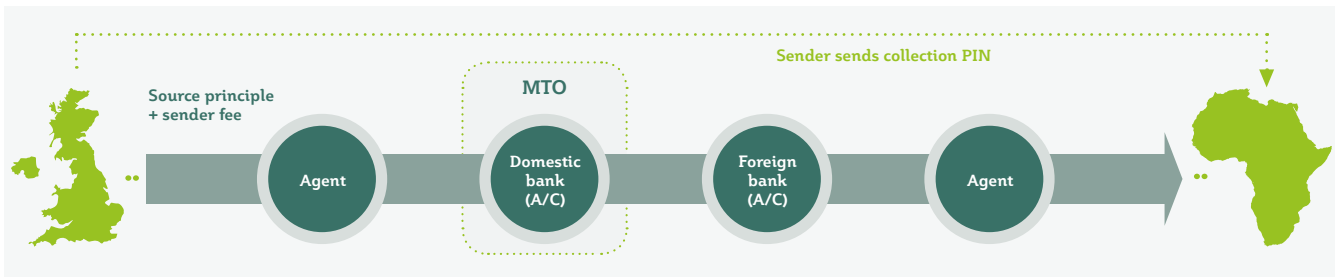 Sender sends collection PIN
MTO
Source principle
+ sender fee
Agent
Domestic
bank
(A/C)
Foreign
bank
(A/C)
Agent